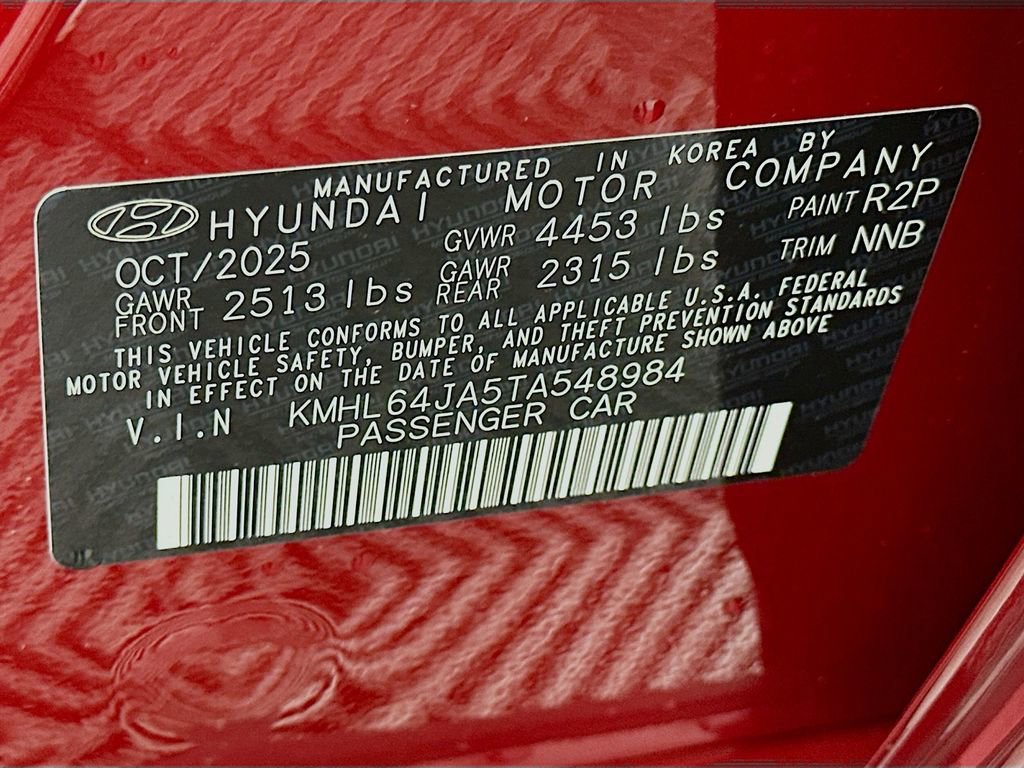 MANUFACTURED IN KOREA BY
HYUNDAI MOTOR COMPANY
OCT/2025 GVWR 4453 lbs PAINT R2P
GAWR FRONT 2513 lbs GAWR REAR 2315 lbs TRIM NNB
THIS VEHICLE CONFORMS TO ALL APPLICABLE U.S.A. FEDERAL
MOTOR VEHICLE SAFETY, BUMPER, AND THEFT PREVENTION STANDARDS
IN EFFECT ON THE DATE OF MANUFACTURE SHOWN ABOVE
V.I.N KMHL64JA5TA548984
PASSENGER CAR